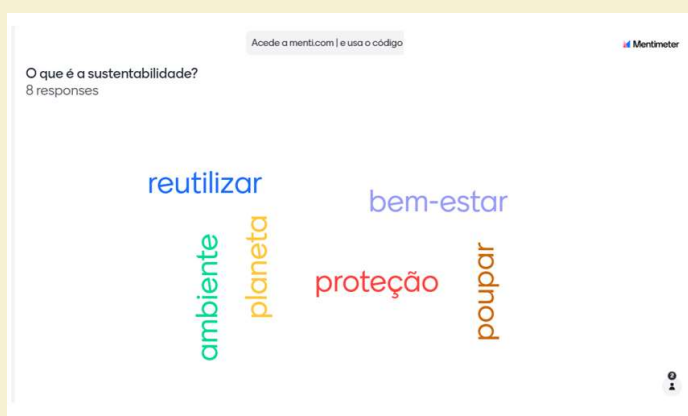 Acede a menti.com | e usa o código
Mentimeter
O que é a sustentabilidade?
8 responses
reutilizar
bem-estar
ambiente
planeta
proteção
poupar